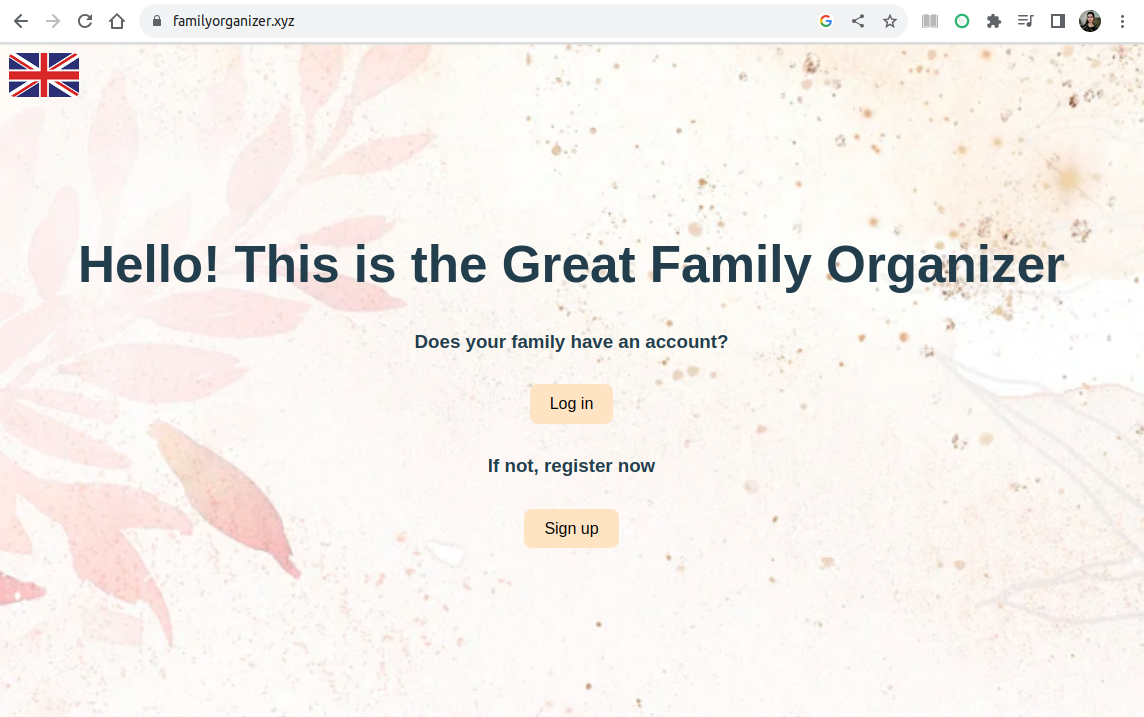 familyorganizer.xyz
Hello! This is the Great Family Organizer
Does your family have an account?
Log in
If not, register now
Sign up